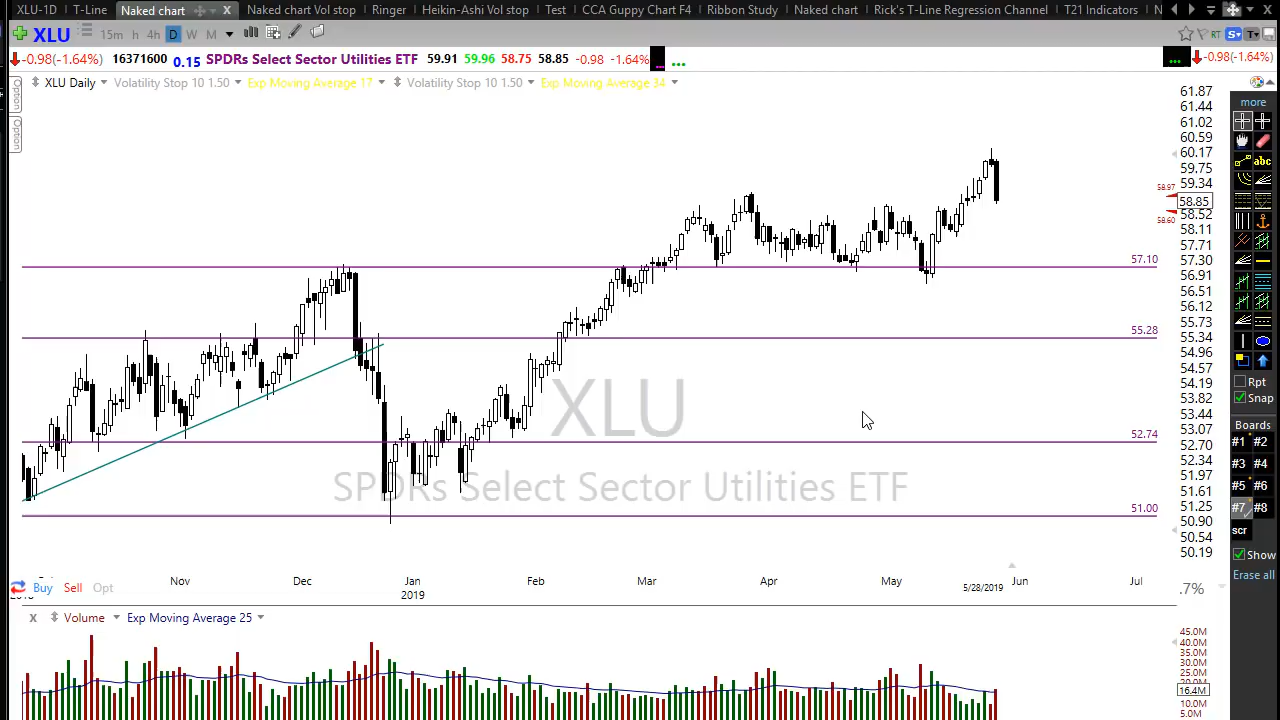 XLU-1D T-Line Naked chart X Naked chart Vol stop Ringer Heikin-Ashi Vol stop Test CCA Guppy Chart F4 Ribbon Study Naked chart Rick's T-Line Regression Channel T21 Indicators N
XLU 15m h 4h D W M RT S T
-0.98(-1.64%) 16371600 0.15 SPDRs Select Sector Utilities ETF 59.91 59.96 58.75 58.85 -0.98 -1.64% ... ... ... -0.98(-1.64%)
XLU Daily Volatility Stop 10 1.50 Exp Moving Average 17 Volatility Stop 10 1.50 Exp Moving Average 34
Option
Option
61.87
61.44
61.02
60.59
60.17
59.75
59.34
58.97
58.85
58.60
58.52
58.11
57.71
57.10
57.30
56.91
56.51
56.12
55.73
55.28
55.34
54.96
54.57
54.19
53.82
53.44
53.07
52.74
52.70
52.34
51.97
51.61
51.00
51.25
50.90
50.54
50.19
XLU
SPDRs Select Sector Utilities ETF
more
abc
Rpt
Snap
Boards
#1 #2
#3 #4
#5 #6
#7 #8
scr
Show
Erase all
Nov Dec Jan Feb Mar Apr May Jun Jul
2019 5/28/2019
Buy Sell Opt .7%
X Volume Exp Moving Average 25
45.0M
35.0M
30.0M
25.0M
16.4M
10.0M
5.0M